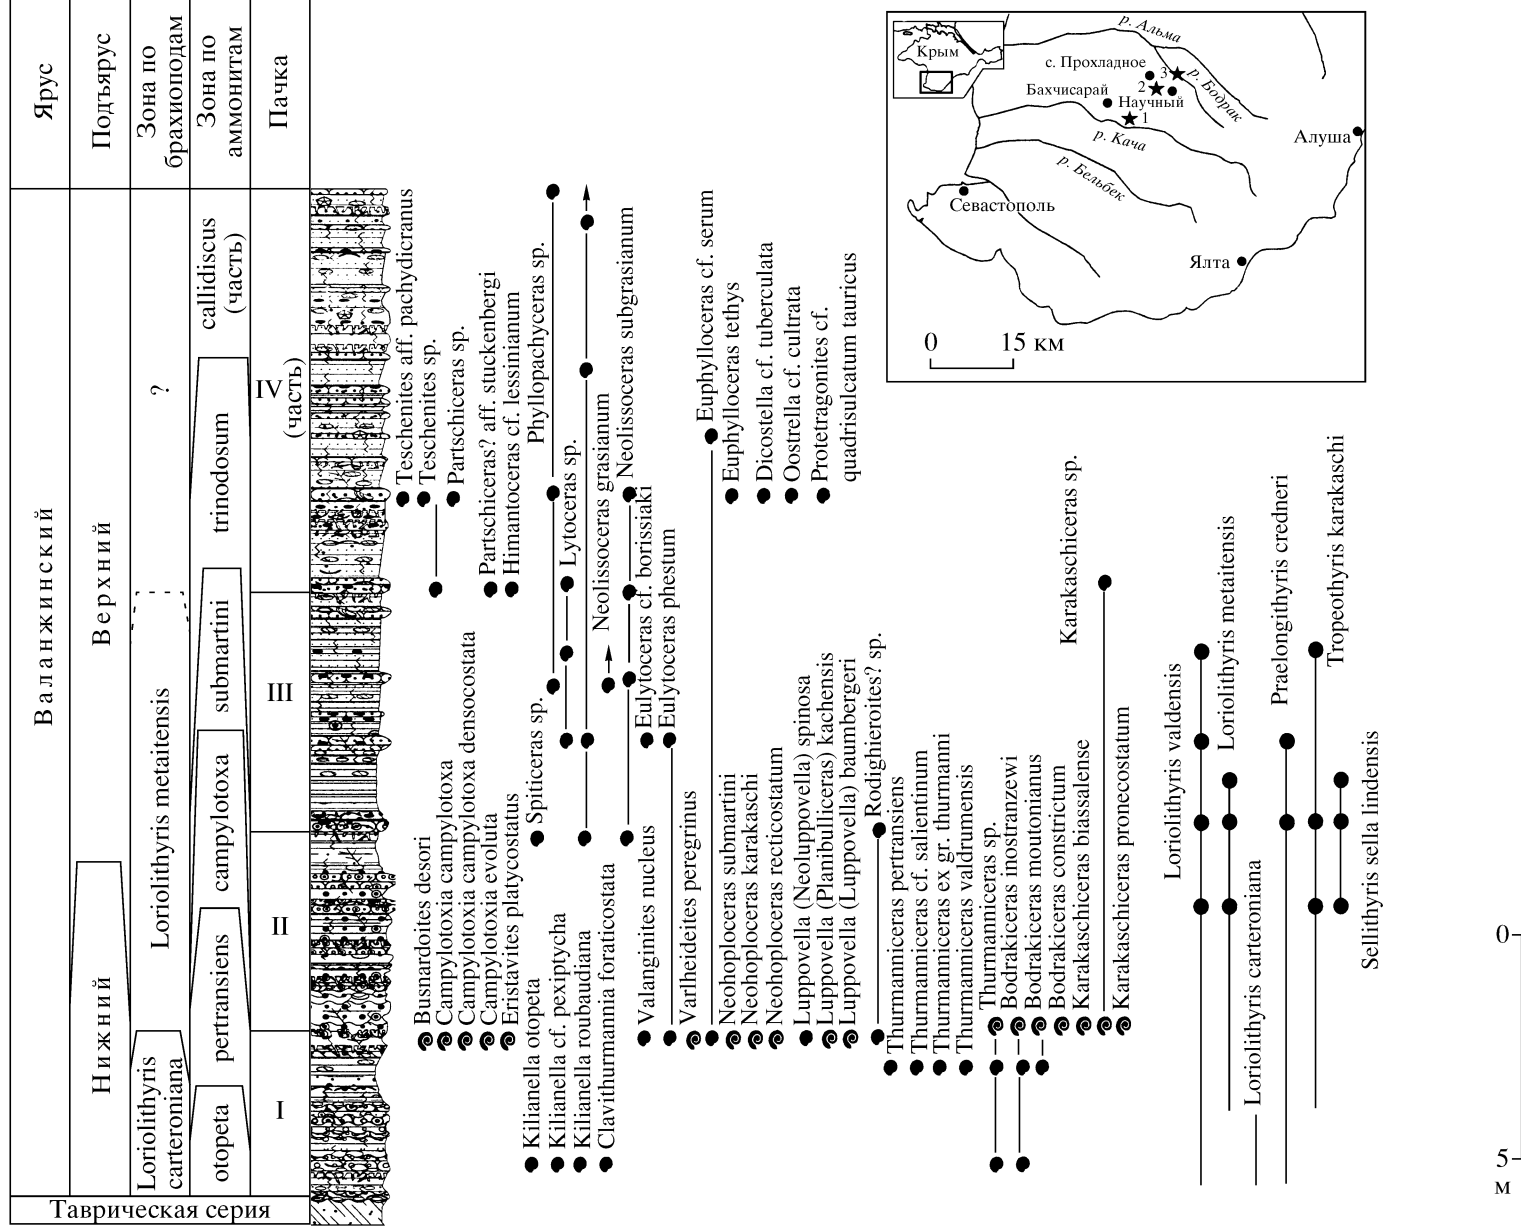 Ярус
Подъярус
Зона по
брахиоподам
Зона по
аммонитам
Пачка
Валанжинский
Верхний
Нижний
?
Loriolithyris metaitensis
Loriolithyris
carteroniana
callidiscus
(часть)
trinodosum
submartini
campylotoxa
pertransiens
otopeta
IV
(часть)
III
II
I
Таврическая серия
Teschenites aff. pachydicranus
Teschenites sp.
Partschiceras sp.
Partschiceras? aff. stuckenbergi
Himantoceras cf. lessinianum
Phyllopachyceras sp.
Lytoceras sp.
Neolissoceras grasianum
Neolissoceras subgrasianum
Eulytoceras cf. borissiaki
Eulytoceras phestum
Euphylloceras cf. serum
Euphylloceras tethys
Dicostella cf. tuberculata
Oostrella cf. cultrata
Protetragonites cf.
quadrisulcatum tauricus
Busnardoites desori
Campylotoxia campylotoxa
Campylotoxa campylotoxa densocostata
Campylotoxia evoluta
Eristavites platycostatus
Spiticeras sp.
Kilianella otopeta
Kilianella cf. pexiptycha
Kilianella roubaudiana
Clavithurmannia foraticostata
Valanginites nucleus
Varlheideites peregrinus
Neohoploceras submartini
Neohoploceras karakaschi
Neohoploceras recticostatum
Luppovella (Neoluppovella) spinosa
Luppovella (Planibulliceras) kachensis
Luppovella (Luppovella) baumbergeri
Rodighieroites? sp.
Thurmanniceras pertransiens
Thurmanniceras cf. salientinum
Thurmanniceras ex gr. thurmanni
Thurmanniceras valdrumensis
Thurmanniceras sp.
Bodrakiceras inostranzewi
Bodrakiceras moutonianus
Bodrakiceras constrictum
Karakaschiceras biassalense
Karakaschiceras sp.
Karakaschiceras pronecostatum
Loriolithyris valdensis
Loriolithyris metaitensis
Loriolithyris carteroniana
Praelongithyris credneri
Tropeothyris karakaschi
Sellithyris sella lindensis
Крым
р. Альма
с. Прохладное
3
р. Бодрак
2
Бахчисарай
Научный
1
р. Кача
Алуша
р. Бельбек
Севастополь
Ялта
0
15 км
0
5
м